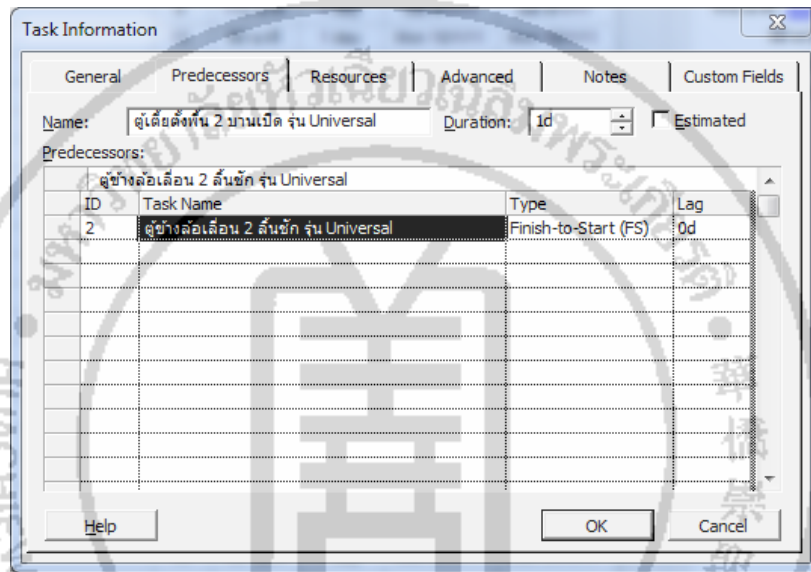 Task Information
General Predecessors Resources Advanced Notes Custom Fields
Name: ตู้เตี้ยตั้งพื้น 2 บานเปิด รุ่น Universal Duration: 1d Estimated
Predecessors:
ตู้ข้างล้อเลื่อน 2 ลิ้นชัก รุ่น Universal
ID Task Name Type Lag
2 ตู้ข้างล้อเลื่อน 2 ลิ้นชัก รุ่น Universal Finish-to-Start (FS) 0d
Help OK Cancel